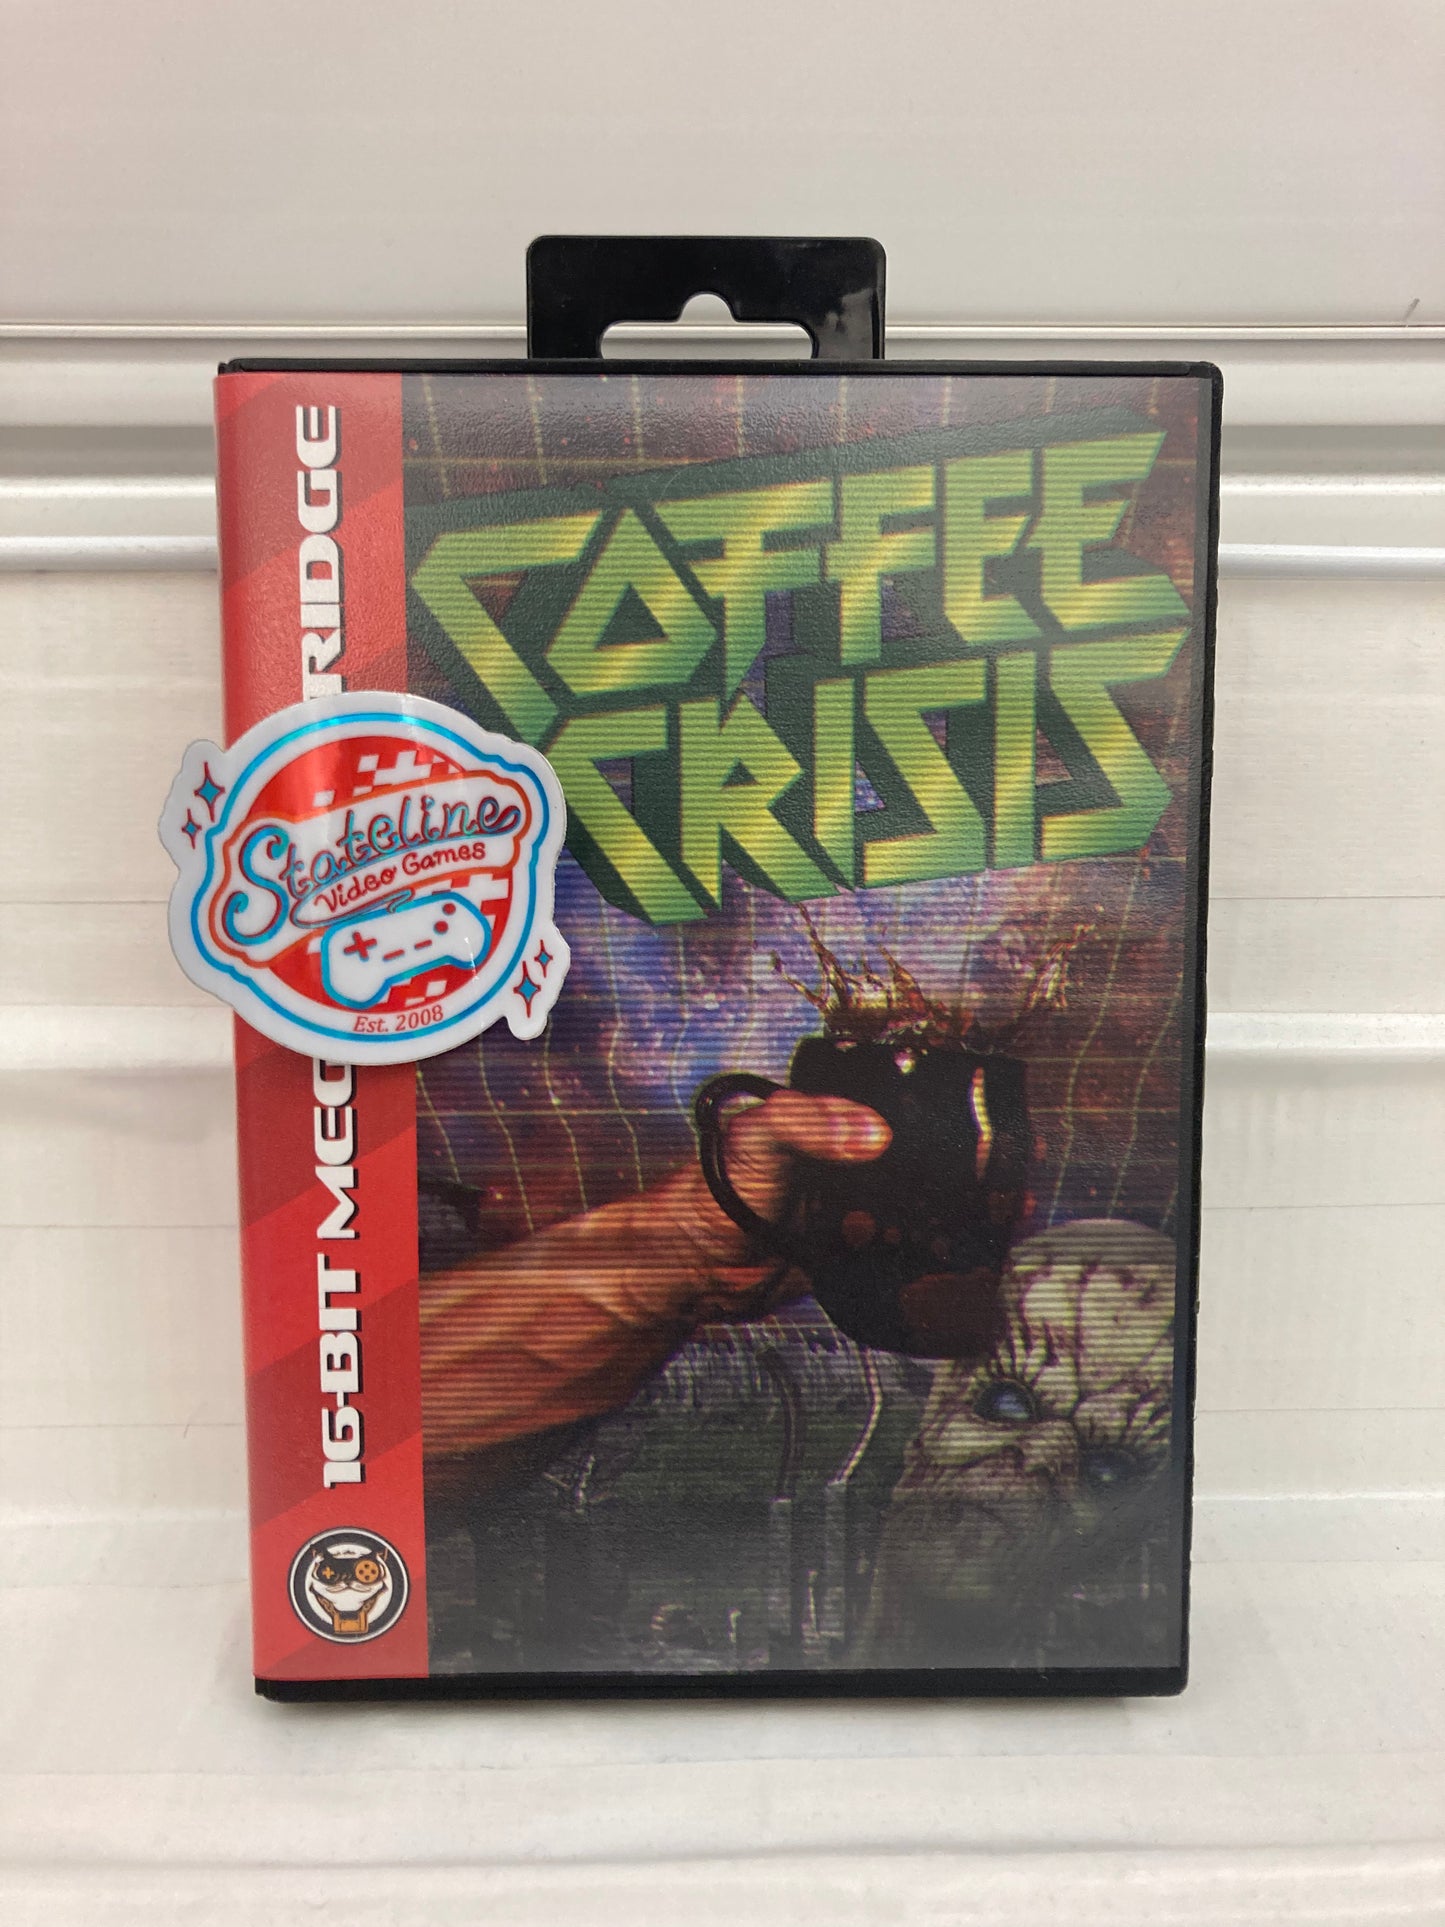 COFFEE
CRISIS
16-BIT MEG
RIDGE
Stateline
Video Games
Est. 2008